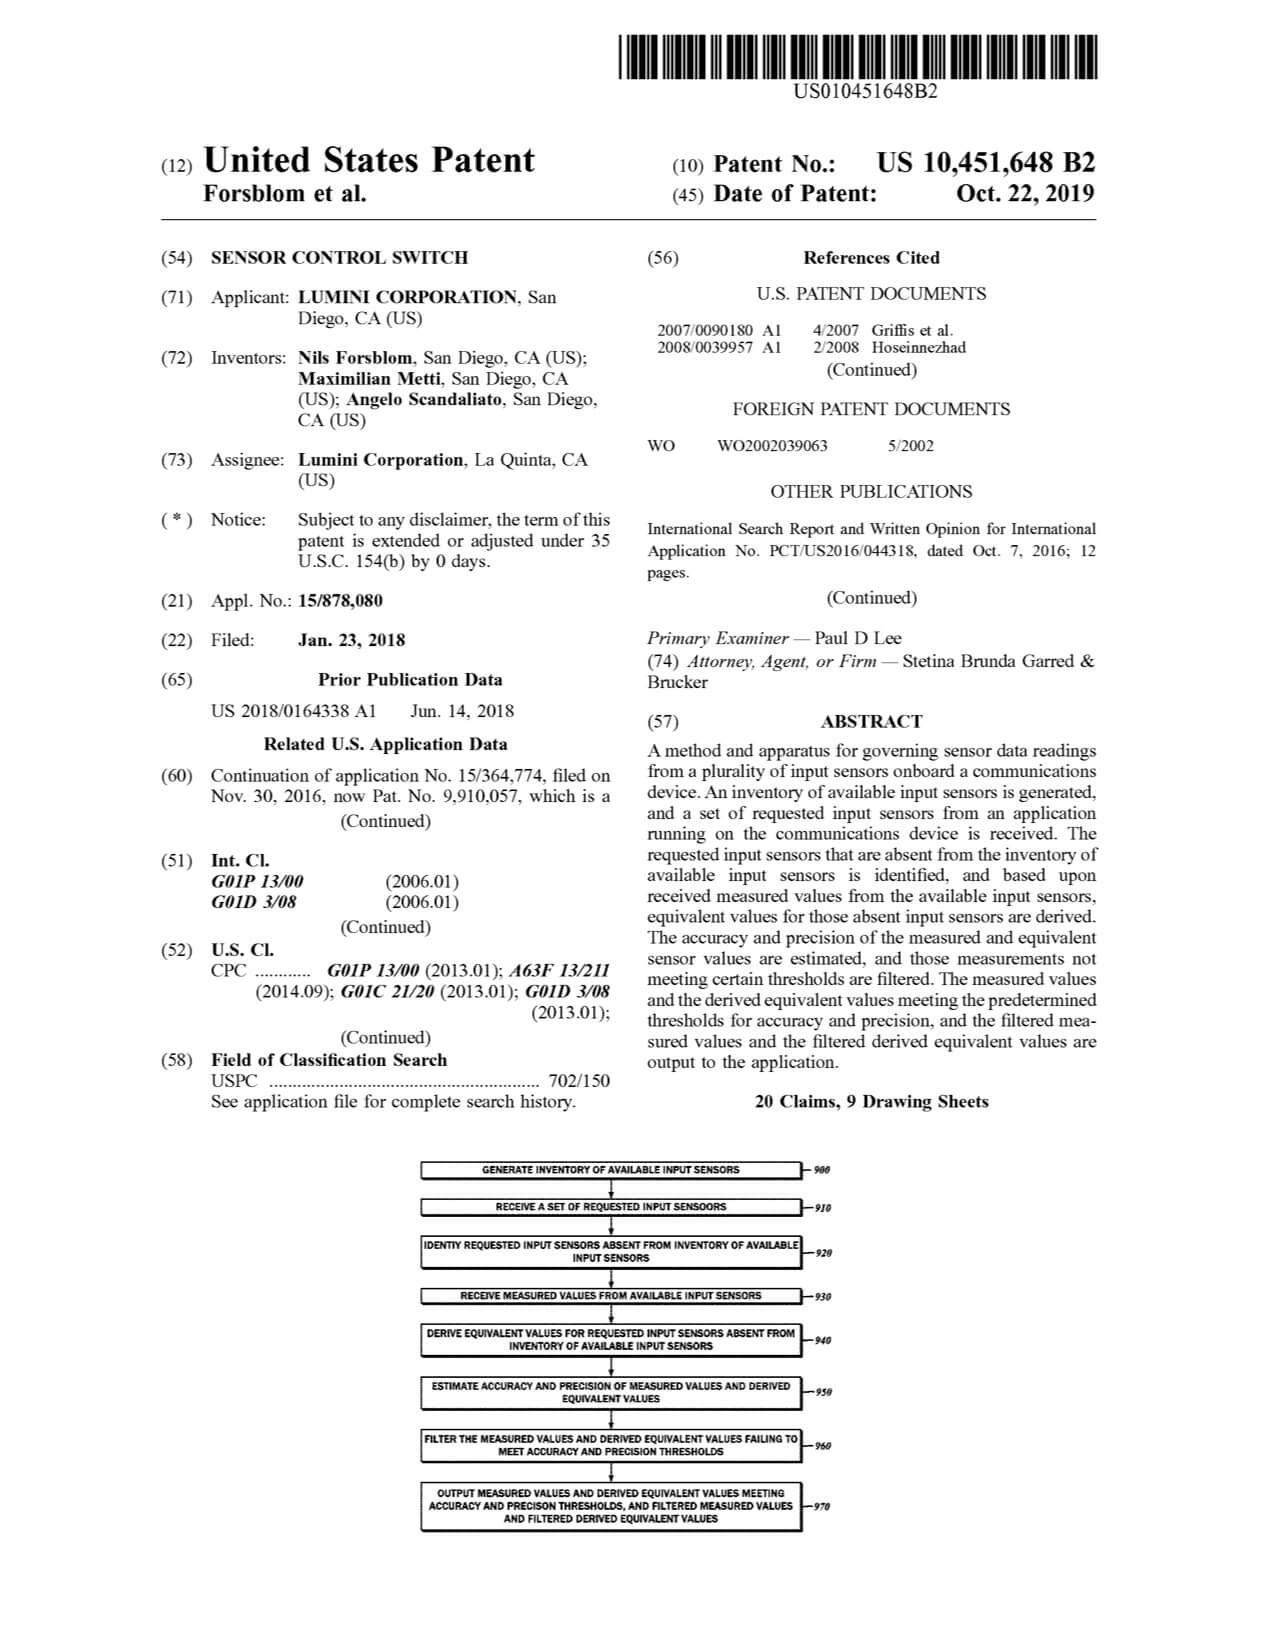 US010451648B2
(12) United States Patent
Forsblom et al.
(10) Patent No.: US 10,451,648 B2
(45) Date of Patent: Oct. 22, 2019
(54) SENSOR CONTROL SWITCH
(71) Applicant: LUMINI CORPORATION, San
Diego, CA (US)
(72) Inventors: Nils Forsblom, San Diego, CA (US);
Maximilian Metti, San Diego, CA
(US); Angelo Scandaliato, San Diego,
CA (US)
(73) Assignee: Lumini Corporation, La Quinta, CA
(US)
( * ) Notice: Subject to any disclaimer, the term of this
patent is extended or adjusted under 35
U.S.C. 154(b) by 0 days.
(21) Appl. No.: 15/878,080
(22) Filed: Jan. 23, 2018
(65) Prior Publication Data
US 2018/0164338 A1 Jun. 14, 2018
Related U.S. Application Data
(60) Continuation of application No. 15/364,774, filed on
Nov. 30, 2016, now Pat. No. 9,910,057, which is a
(Continued)
(51) Int. Cl.
G01P 13/00 (2006.01)
G01D 3/08 (2006.01)
(Continued)
(52) U.S. Cl.
CPC ............ G01P 13/00 (2013.01); A63F 13/211
(2014.09); G01C 21/20 (2013.01); G01D 3/08
(2013.01);
(Continued)
(58) Field of Classification Search
USPC ...................................................... 702/150
See application file for complete search history.
(56) References Cited
U.S. PATENT DOCUMENTS
2007/0090180 A1 4/2007 Griffis et al.
2008/0039957 A1 2/2008 Hoseinnezhad
(Continued)
FOREIGN PATENT DOCUMENTS
WO WO2002039063 5/2002
OTHER PUBLICATIONS
International Search Report and Written Opinion for International
Application No. PCT/US2016/044318, dated Oct. 7, 2016; 12
pages.
(Continued)
Primary Examiner — Paul D Lee
(74) Attorney, Agent, or Firm — Stetina Brunda Garred &
Brucker
(57) ABSTRACT
A method and apparatus for governing sensor data readings
from a plurality of input sensors onboard a communications
device. An inventory of available input sensors is generated,
and a set of requested input sensors from an application
running on the communications device is received. The
requested input sensors that are absent from the inventory of
available input sensors is identified, and based upon
received measured values from the available input sensors,
equivalent values for those absent input sensors are derived.
The accuracy and precision of the measured and equivalent
sensor values are estimated, and those measurements not
meeting certain thresholds are filtered. The measured values
and the derived equivalent values meeting the predetermined
thresholds for accuracy and precision, and the filtered mea-
sured values and the filtered derived equivalent values are
output to the application.
20 Claims, 9 Drawing Sheets
GENERATE INVENTORY OF AVAILABLE INPUT SENSORS 900
RECEIVE A SET OF REQUESTED INPUT SENSOORS 910
IDENTIY REQUESTED INPUT SENSORS ABSENT FROM INVENTORY OF AVAILABLE
INPUT SENSORS 920
RECEIVE MEASURED VALUES FROM AVAILABLE INPUT SENSORS 930
DERIVE EQUIVALENT VALUES FOR REQUESTED INPUT SENSORS ABSENT FROM
INVENTORY OF AVAILABLE INPUT SENSORS 940
ESTIMATE ACCURACY AND PRECISION OF MEASURED VALUES AND DERIVED
EQUIVALENT VALUES 950
FILTER THE MEASURED VALUES AND DERIVED EQUIVALENT VALUES FAILING TO
MEET ACCURACY AND PRECISION THRESHOLDS 960
OUTPUT MEASURED VALUES AND DERIVED EQUIVALENT VALUES MEETING
ACCURACY AND PRECISON THRESHOLDS, AND FILTERED MEASURED VALUES 970
AND FILTERED DERIVED EQUIVALENT VALUES